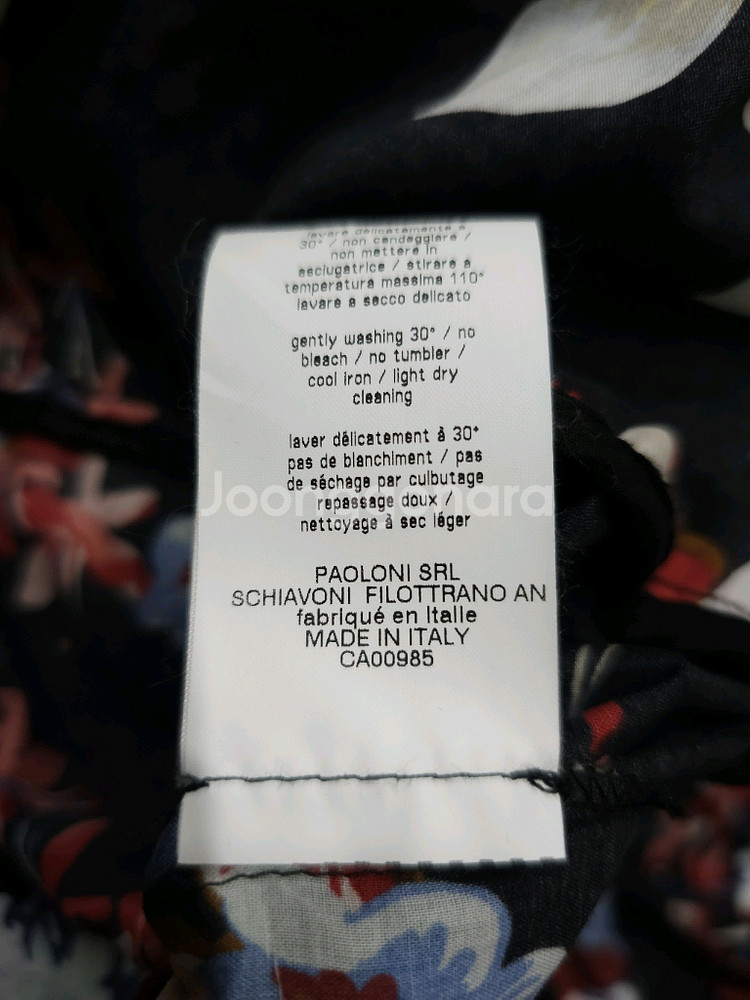 lavare delicatamente a
30° / non candeggiare /
non mettere in
asciugatrice / stirare a
temperatura massima 110°
lavare a secco delicato
gently washing 30° / no
bleach / no tumbler /
cool iron / light dry
cleaning
laver délicatement à 30°
pas de blanchiment / pas
de séchage par culbutage
repassage doux /
nettoyage à sec léger
PAOLONI SRL
SCHIAVONI FILOTTRANO AN
fabriqué en Italie
MADE IN ITALY
CA00985